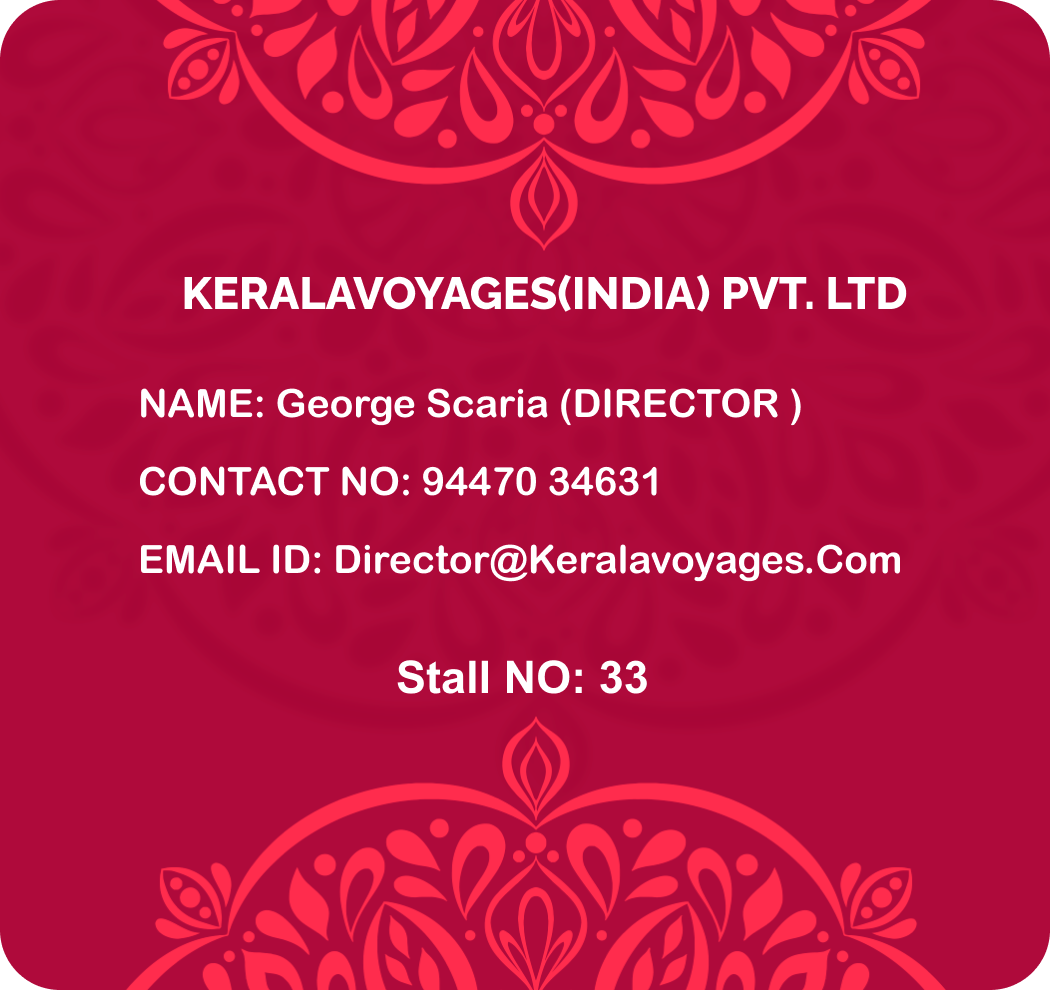 KERALAVOYAGES(INDIA) PVT. LTD
NAME: George Scaria (DIRECTOR )
CONTACT NO: 94470 34631
EMAIL ID: Director@Keralavoyages.Com
Stall NO: 33